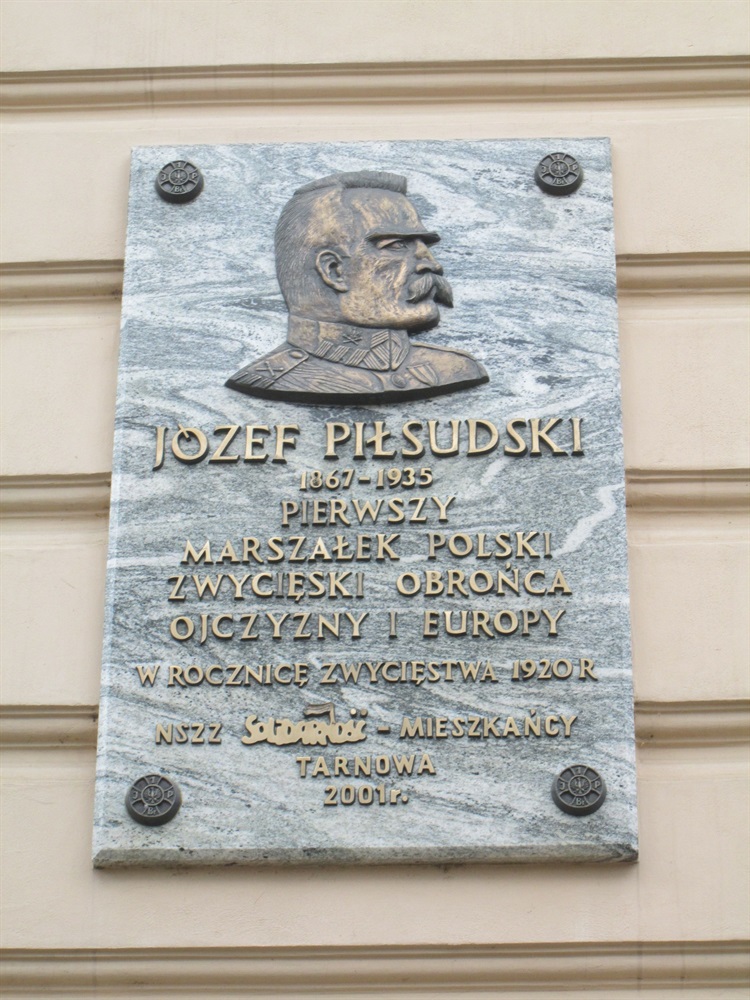 JÓZEF PIŁSUDSKI
1867-1935
PIERWSZY
MARSZAŁEK POLSKI
ZWYCIĘSKI OBROŃCA
OJCZYZNY I EUROPY
W ROCZNICĘ ZWYCIĘSTWA 1920 R
NSZZ SOLIDARNOŚĆ - MIESZKAŃCY
TARNOWA
2001r.